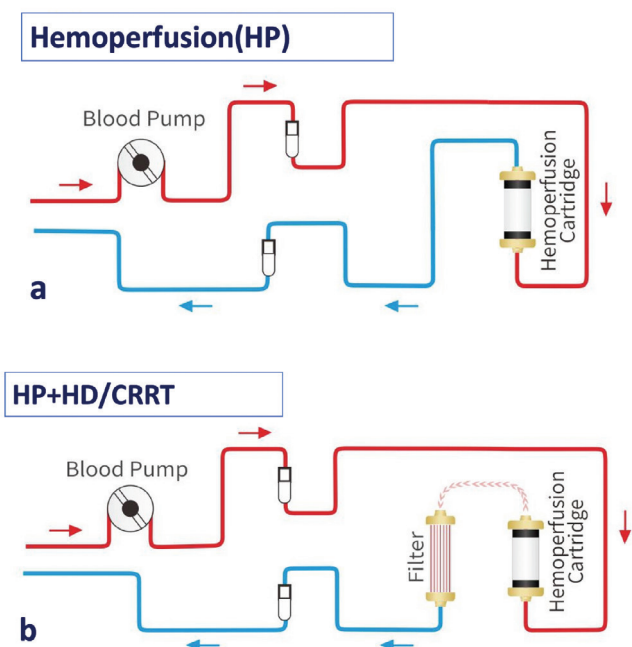 Hemoperfusion(HP)
Blood Pump
Hemoperfusion
Cartridge
a
HP+HD/CRRT
Blood Pump
Filter
Hemoperfusion
Cartridge
b